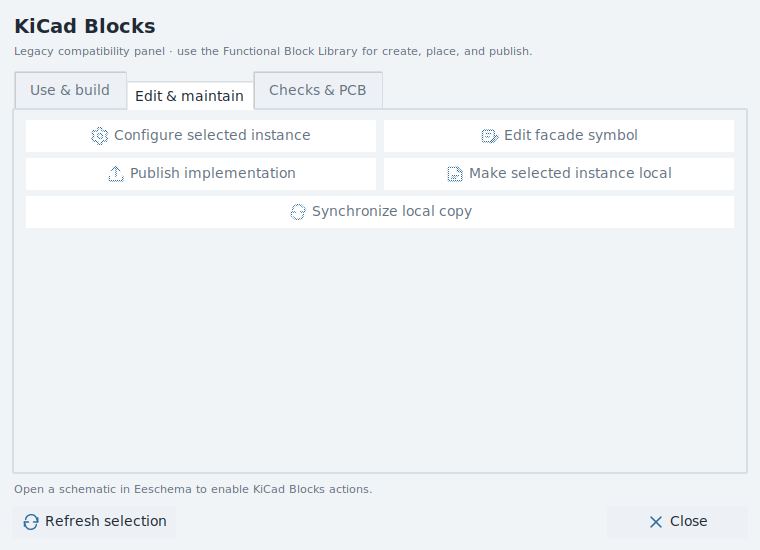 KiCad Blocks
Legacy compatibility panel · use the Functional Block Library for create, place, and publish.
Use & build
Edit & maintain
Checks & PCB
Configure selected instance
Edit facade symbol
Publish implementation
Make selected instance local
Synchronize local copy
Open a schematic in Eeschema to enable KiCad Blocks actions.
Refresh selection
Close